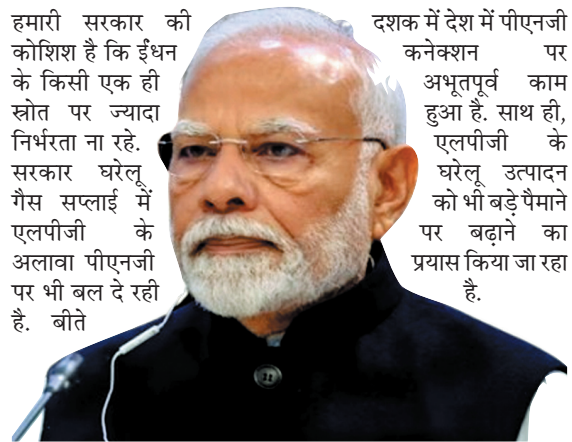 हमारी सरकार की
कोशिश है कि ईंधन
के किसी एक ही
स्रोत पर ज्यादा
निर्भरता ना रहे.
सरकार घरेलू
गैस सप्लाई में
एलपीजी के
अलावा पीएनजी
पर भी बल दे रही
है. बीते
दशक में देश में पीएनजी
कनेक्शन पर
अभूतपूर्व काम
हुआ है. साथ ही,
एलपीजी के
घरेलू उत्पादन
को भी बड़े पैमाने
पर बढ़ाने का
प्रयास किया जा रहा
है.